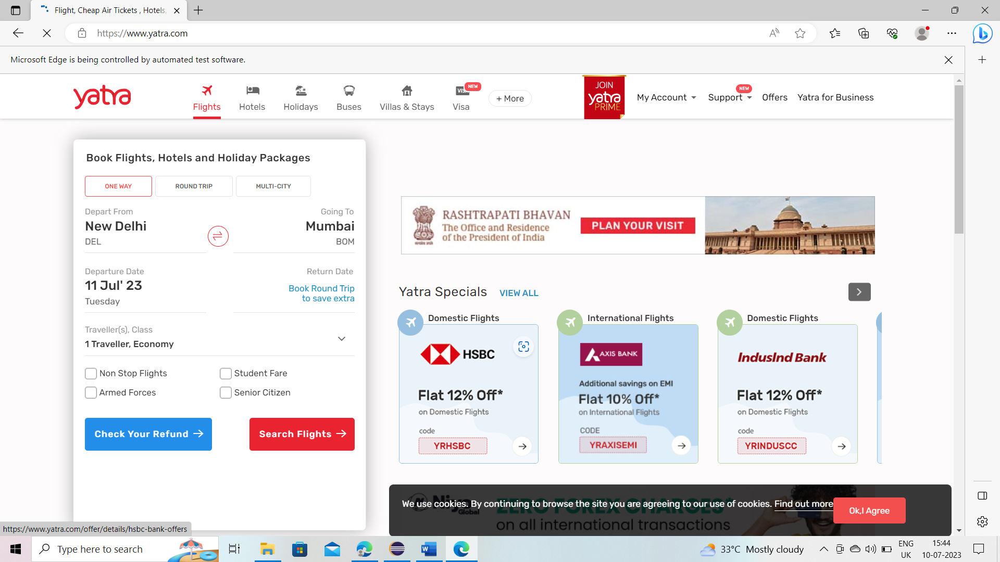 Flight, Cheap Air Tickets , Hotels,
https://www.yatra.com
Microsoft Edge is being controlled by automated test software.
yatra
Flights
Hotels
Holidays
Buses
Villas & Stays
VISA
NEW
Visa
+ More
JOIN
yatra
PRIME
My Account
NEW
Support
Offers
Yatra for Business
Book Flights, Hotels and Holiday Packages
ONE WAY
ROUND TRIP
MULTI-CITY
Depart From
New Delhi
DEL
Going To
Mumbai
BOM
Departure Date
11 Jul' 23
Tuesday
Return Date
Book Round Trip
to save extra
Traveller(s), Class
1 Traveller, Economy
Non Stop Flights
Student Fare
Armed Forces
Senior Citizen
Check Your Refund
Search Flights
RASHTRAPATI BHAVAN
The Office and Residence
of the President of India
PLAN YOUR VISIT
Yatra Specials
VIEW ALL
Domestic Flights
HSBC
Flat 12% Off*
on Domestic Flights
code
YRHSBC
International Flights
AXIS BANK
Additional savings on EMI
Flat 10% Off*
on International Flights
CODE
YRAXISEMI
Domestic Flights
IndusInd Bank
Flat 12% Off*
on Domestic Flights
code
YRINDUSCC
We use cookies. By continuing to browse the site you are agreeing to our use of cookies. Find out more
Ok,I Agree
Niyo
Global
ZERO FOREX CHARGES*
on all international transactions
https://www.yatra.com/offer/details/hsbc-bank-offers
Type here to search
33°C Mostly cloudy
ENG
UK
15:44
10-07-2023